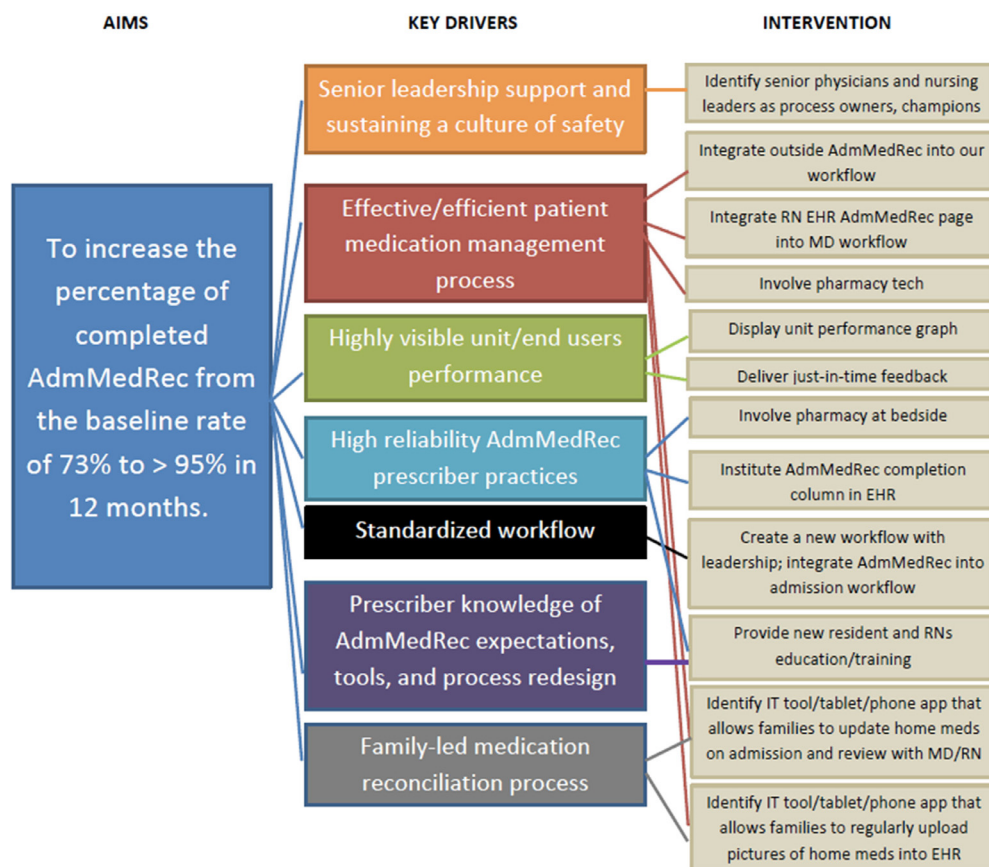 AIMS
KEY DRIVERS
INTERVENTION
To increase the
percentage of
completed
AdmMedRec from
the baseline rate
of 73% to > 95% in
12 months.
Senior leadership support and
sustaining a culture of safety
Effective/efficient patient
medication management
process
Highly visible unit/end users
performance
High reliability AdmMedRec
prescriber practices
Standardized workflow
Prescriber knowledge of
AdmMedRec expectations,
tools, and process redesign
Family-led medication
reconciliation process
Identify senior physicians and nursing
leaders as process owners, champions
Integrate outside AdmMedRec into our
workflow
Integrate RN EHR AdmMedRec page
into MD workflow
Involve pharmacy tech
Display unit performance graph
Deliver just-in-time feedback
Involve pharmacy at bedside
Institute AdmMedRec completion
column in EHR
Create a new workflow with
leadership; integrate AdmMedRec into
admission workflow
Provide new resident and RNs
education/training
Identify IT tool/tablet/phone app that
allows families to update home meds
on admission and review with MD/RN
Identify IT tool/tablet/phone app that
allows families to regularly upload
pictures of home meds into EHR